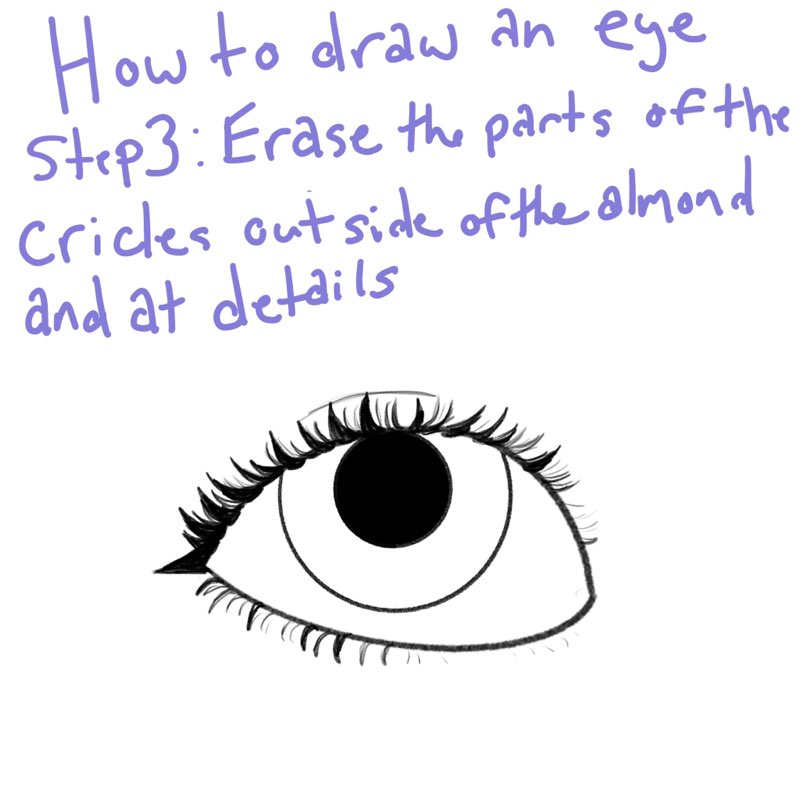 How to draw an eye
Step3: Erase the parts of the
cricles outside of the almond
and at details